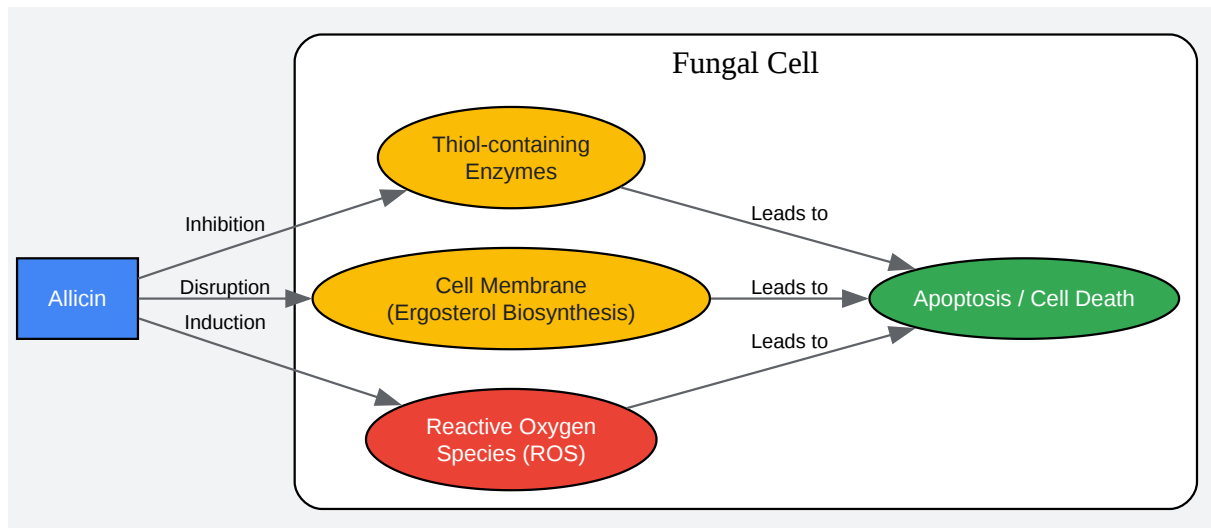 Fungal Cell
Thiol-containing
Enzymes
Inhibition
Leads to
Allicin
Disruption
Cell Membrane
(Ergosterol Biosynthesis)
Leads to
Apoptosis / Cell Death
Induction
Leads to
Reactive Oxygen
Species (ROS)